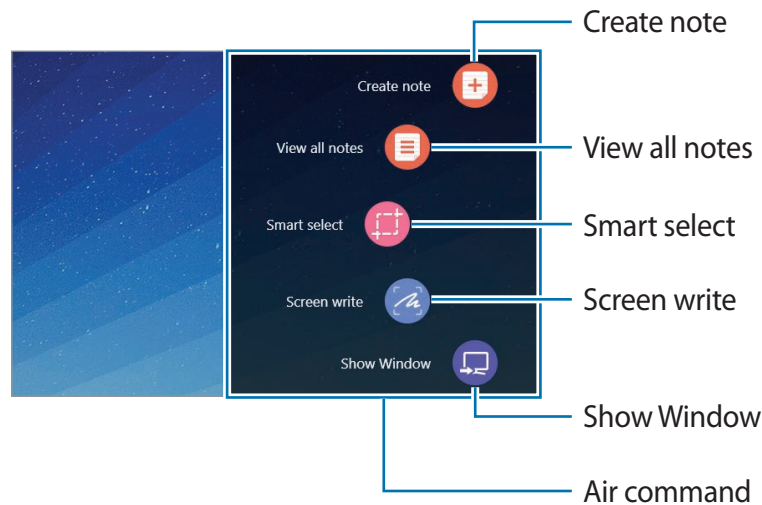 Create note
Create note
View all notes
View all notes
Smart select
Smart select
Screen write
Screen write
Show Window
Show Window
Air command